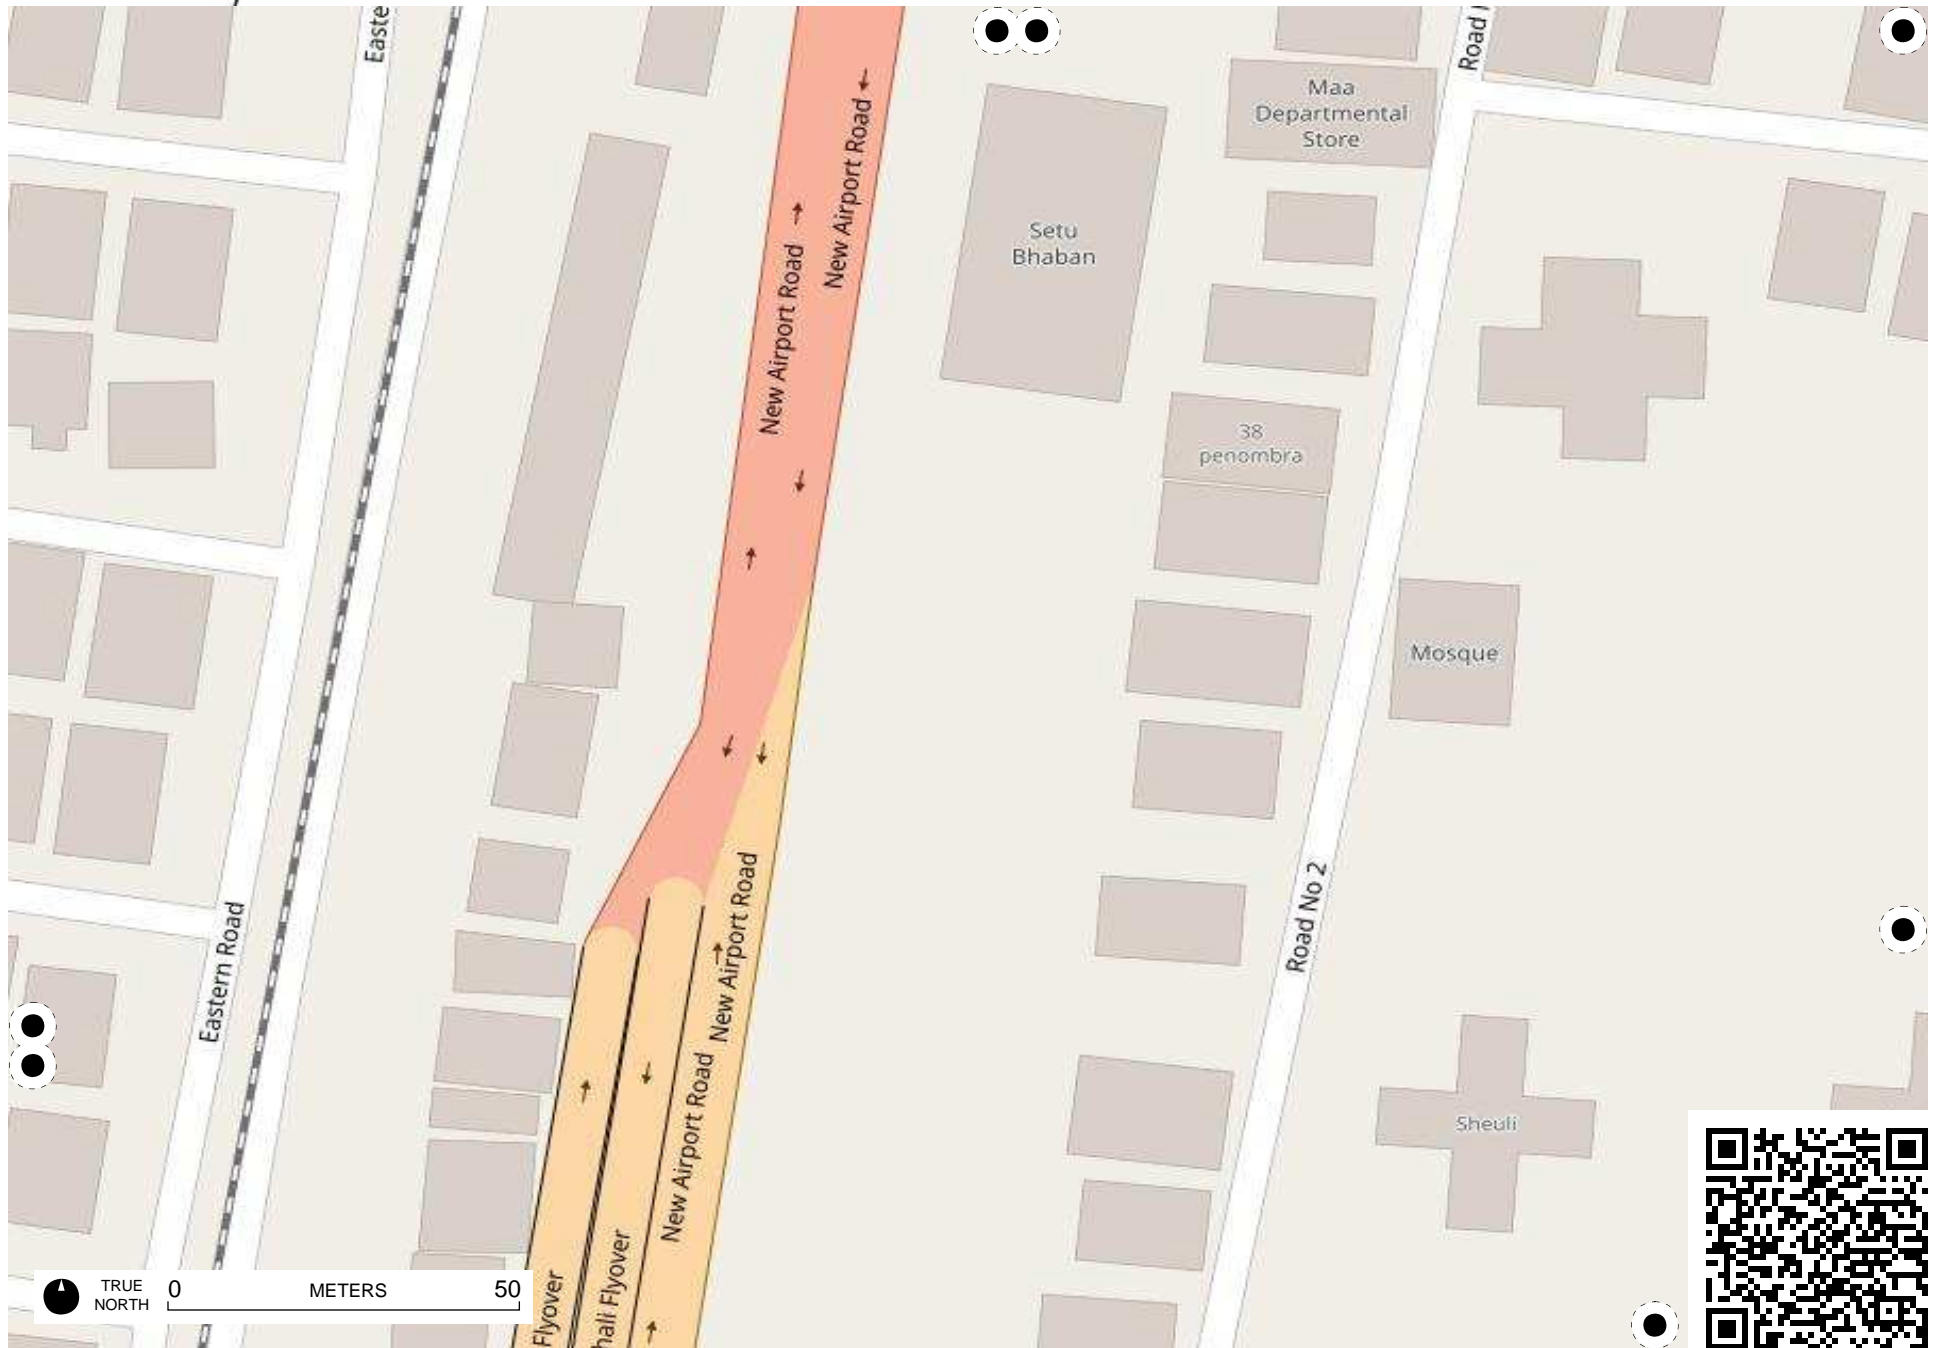 Easte
Road
Maa
Departmental
Store
New Airport Road
Setu
Bhaban
New Airport Road
38
penombra
Mosque
New Airport Road
Road No 2
Eastern Road
New Airport Road
Sheuli
hali Flyover
Flyover
TRUE
NORTH
0 METERS 50